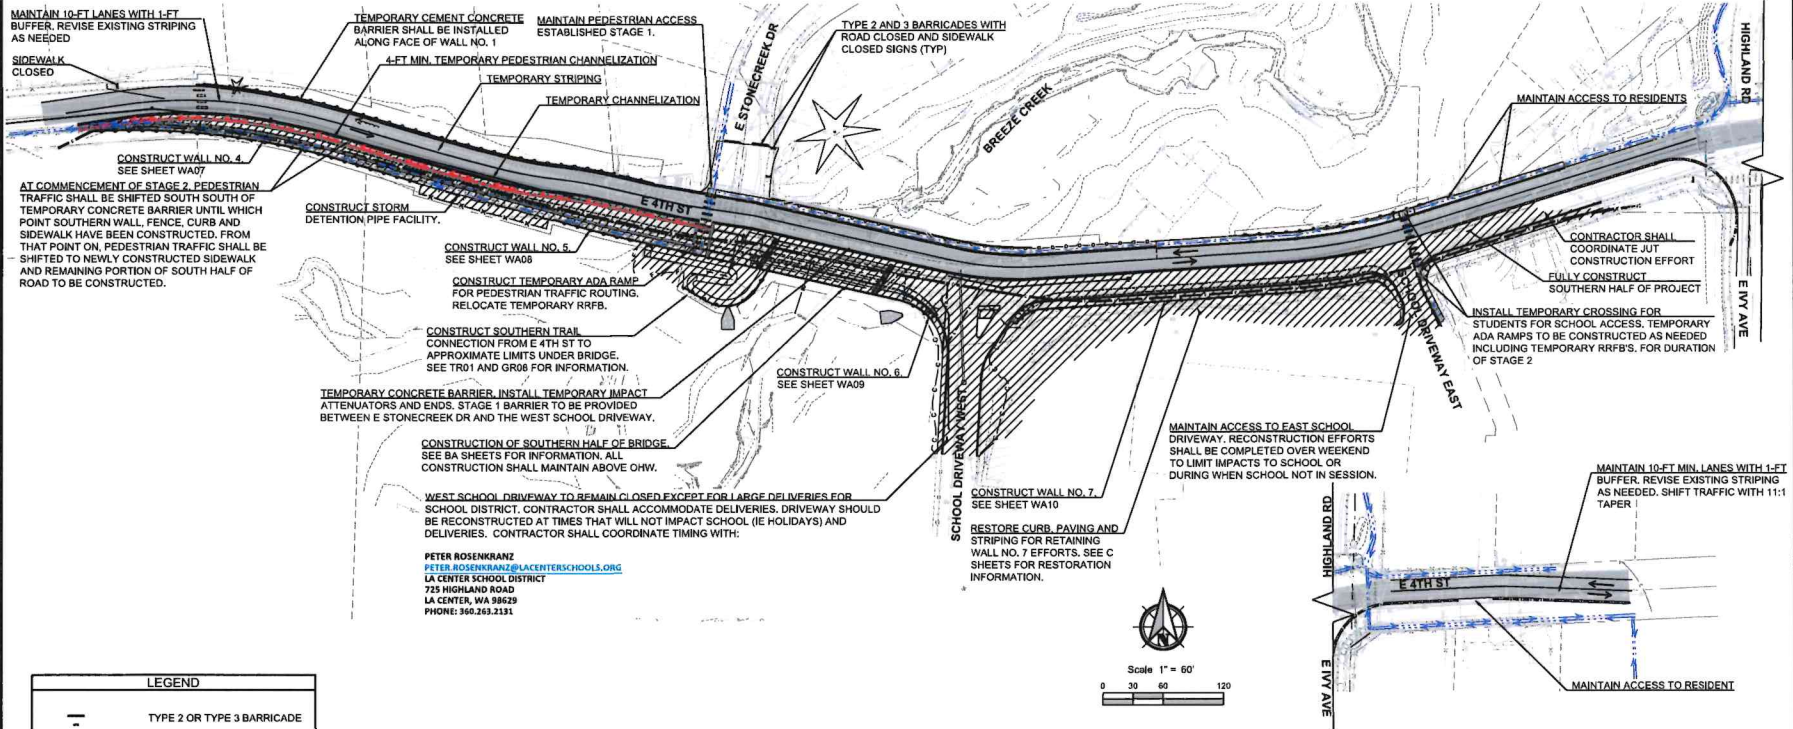 MAINTAIN 10-FT LANES WITH 1-FT
BUFFER. REVISE EXISTING STRIPING
AS NEEDED
SIDEWALK
CLOSED
TEMPORARY CEMENT CONCRETE
BARRIER SHALL BE INSTALLED
ALONG FACE OF WALL NO. 1
MAINTAIN PEDESTRIAN ACCESS
ESTABLISHED STAGE 1.
4-FT MIN. TEMPORARY PEDESTRIAN CHANNELIZATION
TEMPORARY STRIPING
TEMPORARY CHANNELIZATION
E STONECREEK DR
TYPE 2 AND 3 BARRICADES WITH
ROAD CLOSED AND SIDEWALK
CLOSED SIGNS (TYP)
BREEZE CREEK
MAINTAIN ACCESS TO RESIDENTS
HIGHLAND RD
CONSTRUCT WALL NO. 4.
SEE SHEET WA07
AT COMMENCEMENT OF STAGE 2, PEDESTRIAN
TRAFFIC SHALL BE SHIFTED SOUTH SOUTH OF
TEMPORARY CONCRETE BARRIER UNTIL WHICH
POINT SOUTHERN WALL, FENCE, CURB AND
SIDEWALK HAVE BEEN CONSTRUCTED. FROM
THAT POINT ON, PEDESTRIAN TRAFFIC SHALL BE
SHIFTED TO NEWLY CONSTRUCTED SIDEWALK
AND REMAINING PORTION OF SOUTH HALF OF
ROAD TO BE CONSTRUCTED.
CONSTRUCT STORM
DETENTION PIPE FACILITY.
E 4TH ST
CONSTRUCT WALL NO. 5.
SEE SHEET WA08
CONSTRUCT TEMPORARY ADA RAMP
FOR PEDESTRIAN TRAFFIC ROUTING.
RELOCATE TEMPORARY RRFB.
CONSTRUCT SOUTHERN TRAIL
CONNECTION FROM E 4TH ST TO
APPROXIMATE LIMITS UNDER BRIDGE.
SEE TR01 AND GR08 FOR INFORMATION.
CONSTRUCT WALL NO. 6.
SEE SHEET WA09
TEMPORARY CONCRETE BARRIER. INSTALL TEMPORARY IMPACT
ATTENUATORS AND ENDS. STAGE 1 BARRIER TO BE PROVIDED
BETWEEN E STONECREEK DR AND THE WEST SCHOOL DRIVEWAY.
CONSTRUCTION OF SOUTHERN HALF OF BRIDGE.
SEE BA SHEETS FOR INFORMATION. ALL
CONSTRUCTION SHALL MAINTAIN ABOVE OHW.
WEST SCHOOL DRIVEWAY TO REMAIN CLOSED EXCEPT FOR LARGE DELIVERIES FOR
SCHOOL DISTRICT. CONTRACTOR SHALL ACCOMMODATE DELIVERIES. DRIVEWAY SHOULD
BE RECONSTRUCTED AT TIMES THAT WILL NOT IMPACT SCHOOL (IE HOLIDAYS) AND
DELIVERIES. CONTRACTOR SHALL COORDINATE TIMING WITH:
PETER ROSENKRANZ
PETER.ROSENKRANZ@LACENTERSCHOOLS.ORG
LA CENTER SCHOOL DISTRICT
725 HIGHLAND ROAD
LA CENTER, WA 98629
PHONE: 360.263.2131
SCHOOL DRIVEWAY WEST
CONSTRUCT WALL NO. 7.
SEE SHEET WA10
RESTORE CURB, PAVING AND
STRIPING FOR RETAINING
WALL NO. 7 EFFORTS. SEE C
SHEETS FOR RESTORATION
INFORMATION.
MAINTAIN ACCESS TO EAST SCHOOL
DRIVEWAY. RECONSTRUCTION EFFORTS
SHALL BE COMPLETED OVER WEEKEND
TO LIMIT IMPACTS TO SCHOOL OR
DURING WHEN SCHOOL NOT IN SESSION.
SCHOOL DRIVEWAY EAST
CONTRACTOR SHALL
COORDINATE JUT
CONSTRUCTION EFFORT
FULLY CONSTRUCT
SOUTHERN HALF OF PROJECT
INSTALL TEMPORARY CROSSING FOR
STUDENTS FOR SCHOOL ACCESS. TEMPORARY
ADA RAMPS TO BE CONSTRUCTED AS NEEDED
INCLUDING TEMPORARY RRFB'S. FOR DURATION
OF STAGE 2
E IVY AVE
MAINTAIN 10-FT MIN. LANES WITH 1-FT
BUFFER. REVISE EXISTING STRIPING
AS NEEDED. SHIFT TRAFFIC WITH 11:1
TAPER
HIGHLAND RD
E 4TH ST
E IVY AVE
MAINTAIN ACCESS TO RESIDENT
N
Scale 1" = 60'
0 30 60 120
LEGEND
TYPE 2 OR TYPE 3 BARRICADE